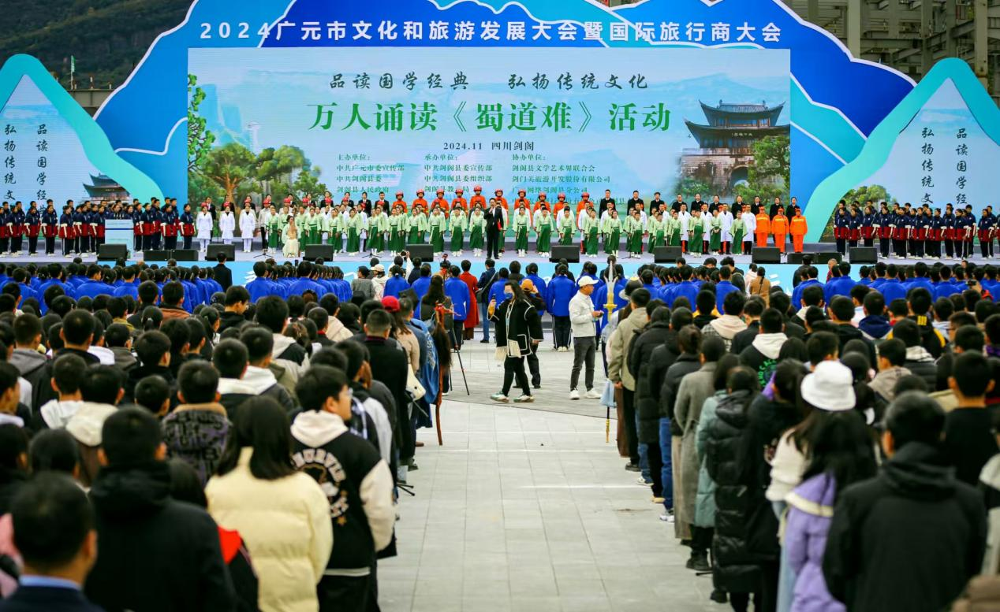 2024广元市文化和旅游发展大会暨国际旅行商大会
品读国学经典 弘扬传统文化
万人诵读《蜀道难》活动
2024.11 四川剑阁
主办单位: 承办单位: 协办单位:
中共广元市委宣传部 中共剑阁县委宣传部 剑阁县文学艺术界联合会
中共剑阁县委 中共剑阁县委组织部 剑门关旅游开发股份有限公司
剑阁县人民政府 剑阁县教
品读国学经
弘扬传统文
品读国学经
弘扬传统文